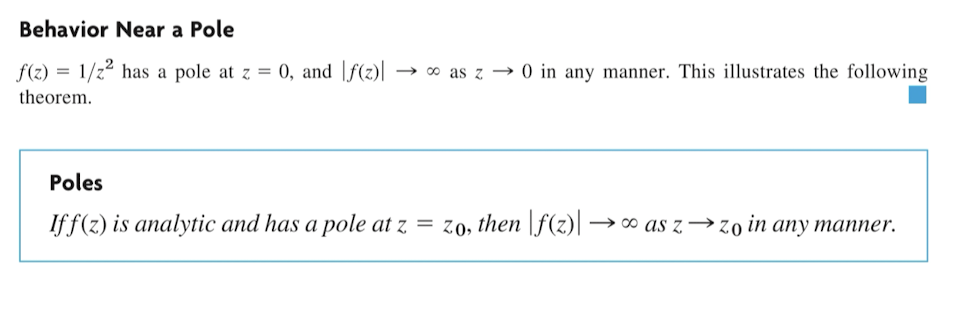 Behavior Near a Pole
f(z) = 1/z² has a pole at z = 0, and |f(z)| → ∞ as z → 0 in any manner. This illustrates the following
theorem.
Poles
If f(z) is analytic and has a pole at z = z₀, then |f(z)| → ∞ as z → z₀ in any manner.